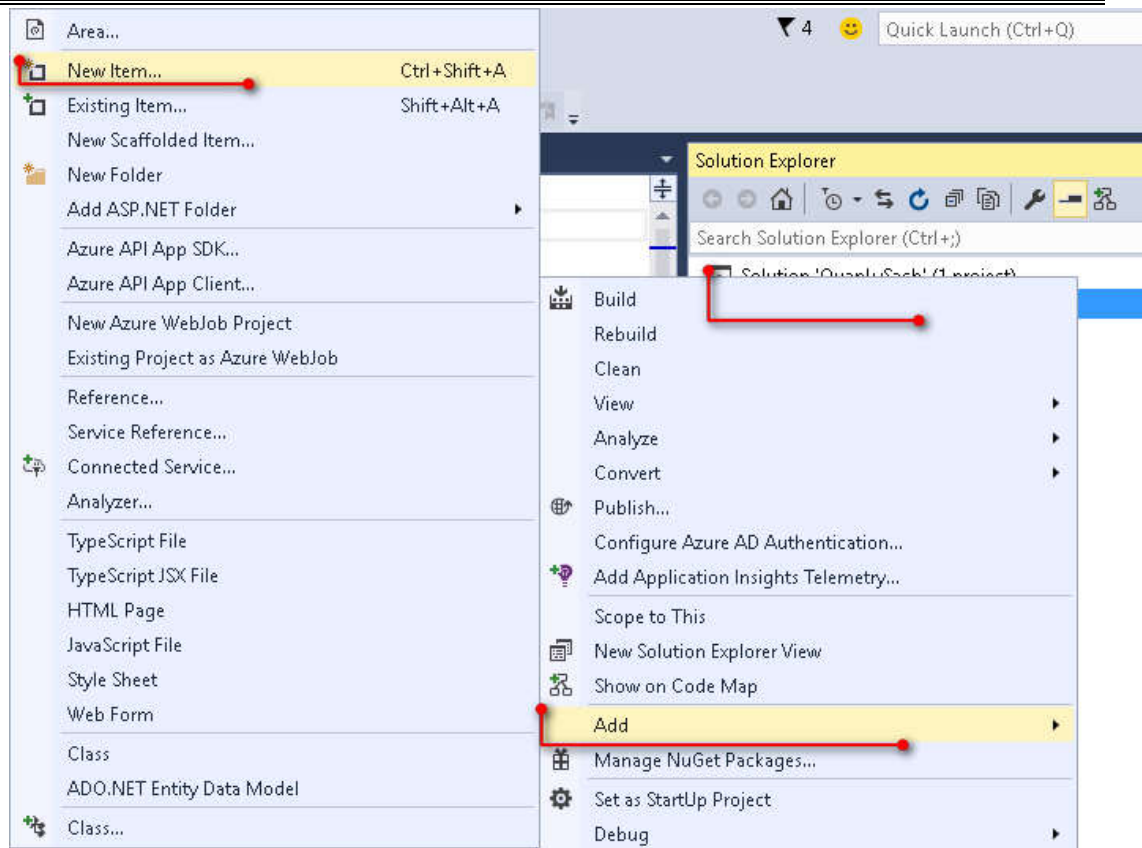 Area...
New Item... Ctrl+Shift+A
Existing Item... Shift+Alt+A
New Scaffolded Item...
New Folder
Add ASP.NET Folder
Azure API App SDK...
Azure API App Client...
New Azure WebJob Project
Existing Project as Azure WebJob
Reference...
Service Reference...
Connected Service...
Analyzer...
TypeScript File
TypeScript JSX File
HTML Page
JavaScript File
Style Sheet
Web Form
Class
ADO.NET Entity Data Model
Class...
4
Quick Launch (Ctrl+Q)
Solution Explorer
Search Solution Explorer (Ctrl+;)
Solution 'QuanLySach' (1 project)
Build
Rebuild
Clean
View
Analyze
Convert
Publish...
Configure Azure AD Authentication...
Add Application Insights Telemetry...
Scope to This
New Solution Explorer View
Show on Code Map
Add
Manage NuGet Packages...
Set as StartUp Project
Debug